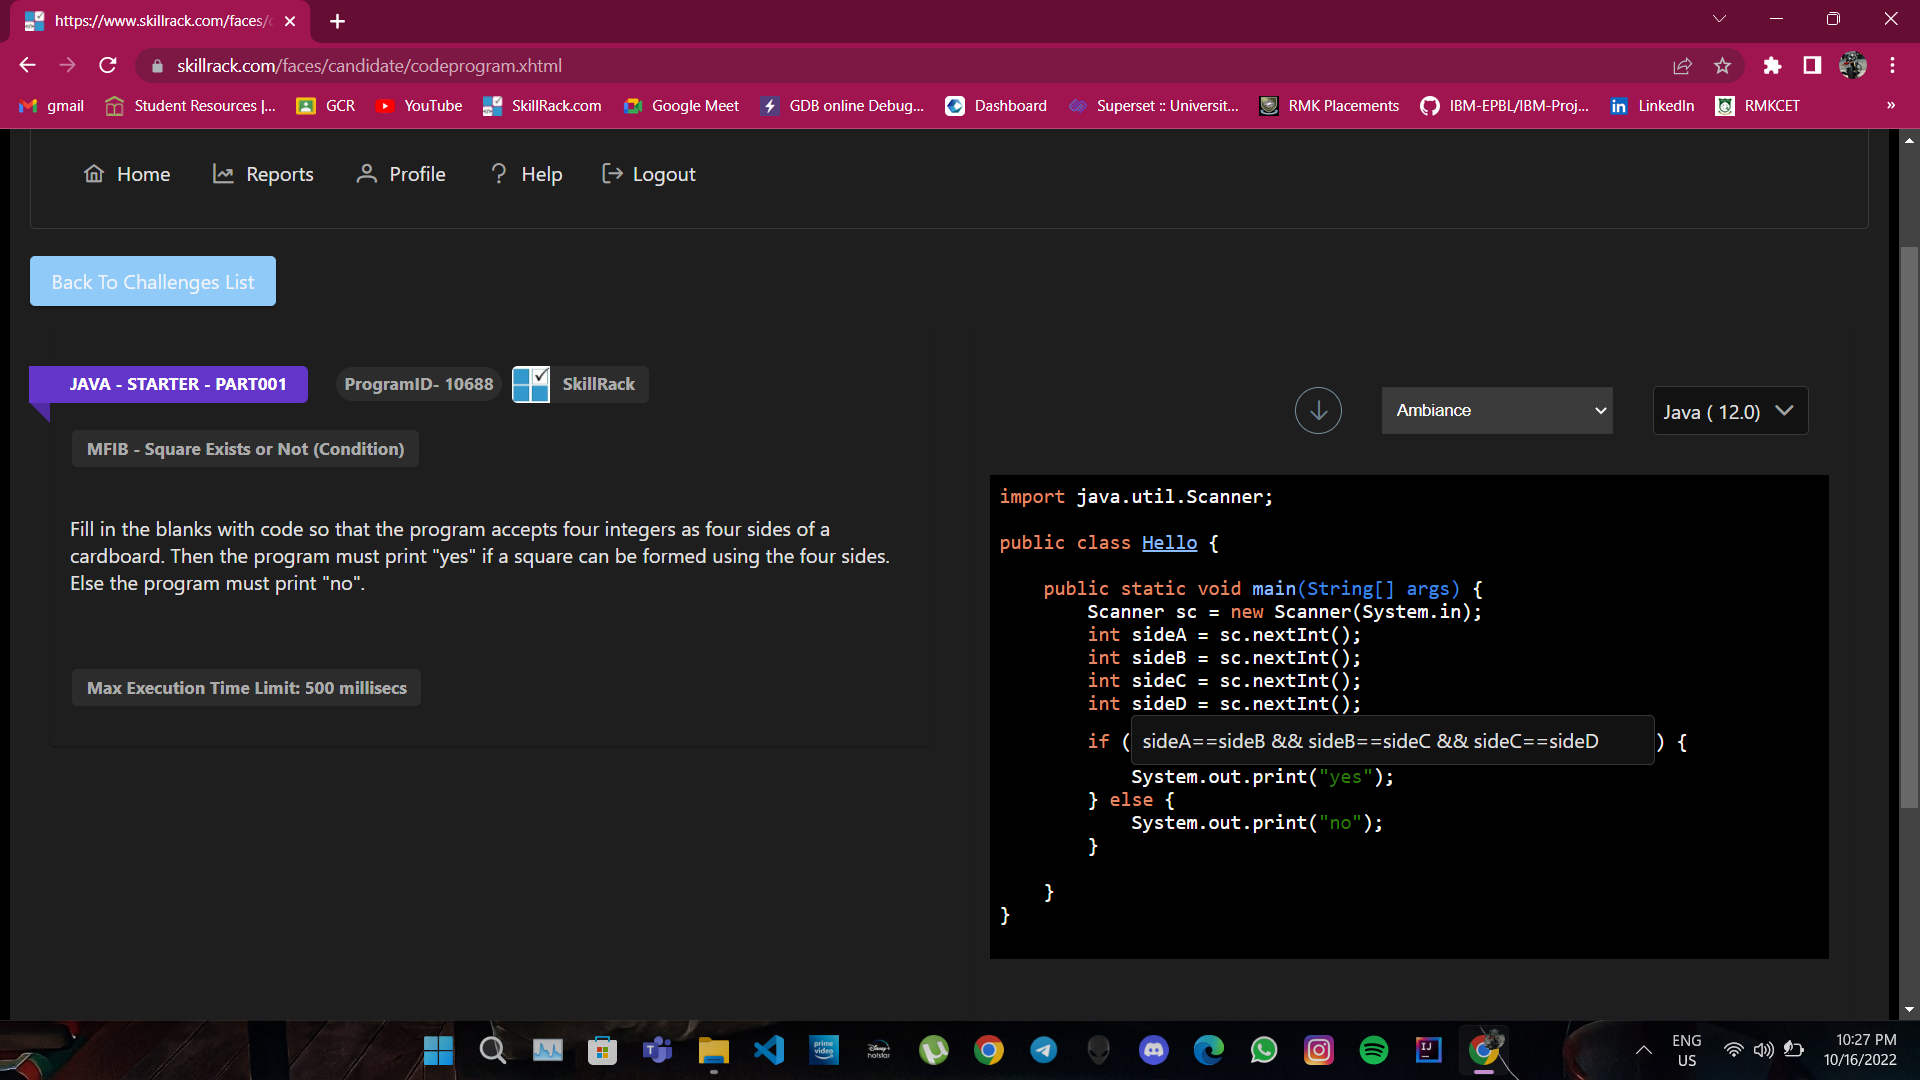 https://www.skillrack.com/faces/c
skillrack.com/faces/candidate/codeprogram.xhtml
gmail
Student Resources |...
GCR
YouTube
SkillRack.com
Google Meet
GDB online Debug...
Dashboard
Superset :: Universit...
RMK Placements
IBM-EPBL/IBM-Proj...
LinkedIn
RMKCET
»
Home
Reports
Profile
Help
Logout
Back To Challenges List
JAVA - STARTER - PART001
ProgramID- 10688
SkillRack
MFIB - Square Exists or Not (Condition)
Fill in the blanks with code so that the program accepts four integers as four sides of a
cardboard. Then the program must print "yes" if a square can be formed using the four sides.
Else the program must print "no".
Max Execution Time Limit: 500 millisecs
Ambiance
Java ( 12.0)
import java.util.Scanner;
public class Hello {
public static void main(String[] args) {
Scanner sc = new Scanner(System.in);
int sideA = sc.nextInt();
int sideB = sc.nextInt();
int sideC = sc.nextInt();
int sideD = sc.nextInt();
if ( sideA==sideB && sideB==sideC && sideC==sideD ) {
System.out.print("yes");
} else {
System.out.print("no");
}
}
}
prime video
Disney+ hotstar
IJ
ENG
US
10:27 PM
10/16/2022